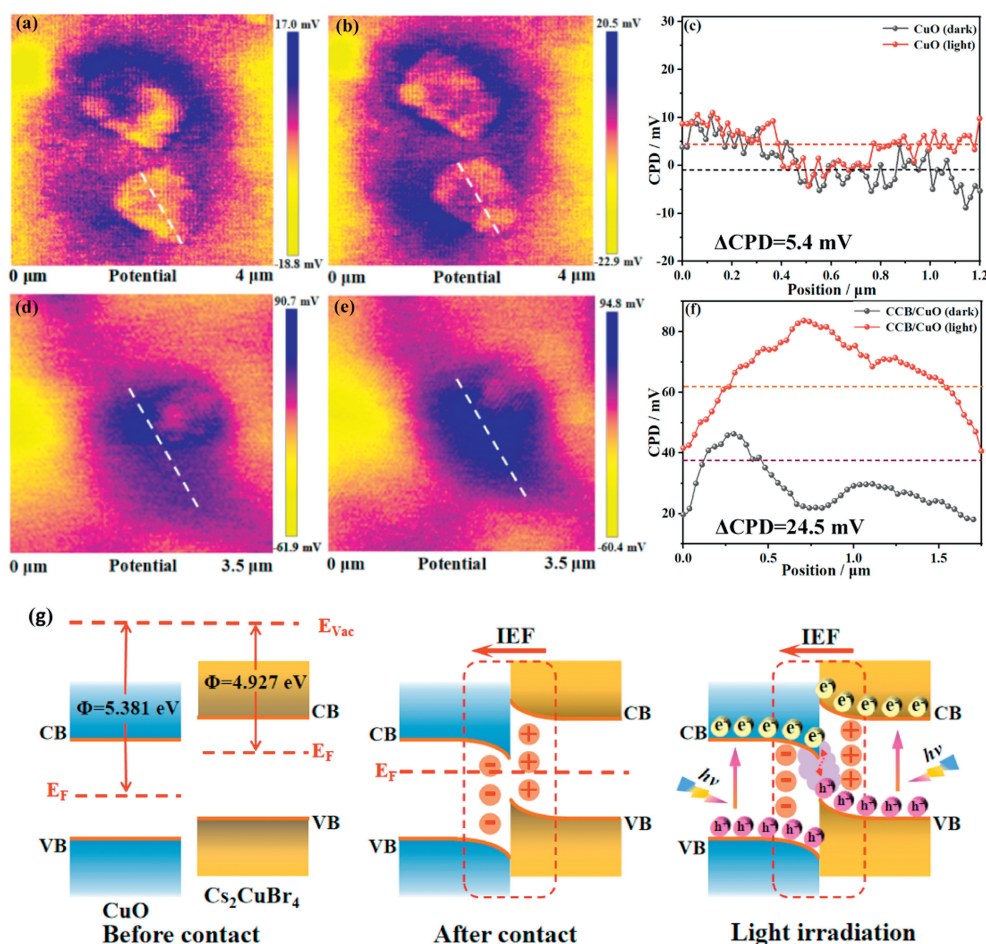 (a)
17.0 mV
-18.8 mV
0 μm Potential 4 μm
(b)
20.5 mV
-22.9 mV
0 μm Potential 4 μm
(c)
CuO (dark)
CuO (light)
CPD / mV
30
20
10
0
-10
-20
ΔCPD=5.4 mV
0.0 0.2 0.4 0.6 0.8 1.0 1.2
Position / μm
(d)
90.7 mV
-61.9 mV
0 μm Potential 3.5 μm
(e)
94.8 mV
-60.4 mV
0 μm Potential 3.5 μm
(f)
CCB/CuO (dark)
CCB/CuO (light)
CPD / mV
80
60
40
20
ΔCPD=24.5 mV
0.0 0.5 1.0 1.5
Position / μm
(g)
E_Vac
Φ=5.381 eV
Φ=4.927 eV
CB
CB
E_F
E_F
VB
VB
CuO
Cs₂CuBr₄
Before contact
IEF
CB
CB
E_F
- - -
+ + +
VB
VB
After contact
IEF
e⁻ e⁻ e⁻ e⁻ e⁻
CB
CB
e⁻ e⁻ e⁻ e⁻ e⁻
- - -
+ + +
hν
hν
h⁺ h⁺ h⁺ h⁺ h⁺
VB
VB
h⁺ h⁺ h⁺ h⁺ h⁺
Light irradiation